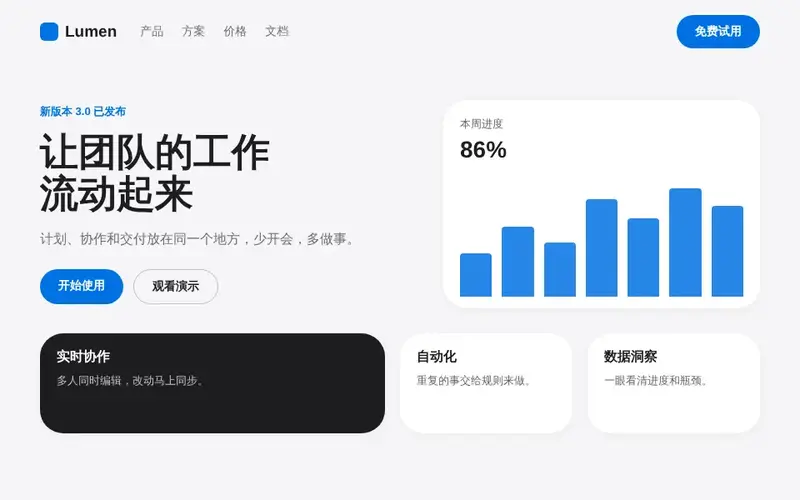 Lumen
产品
方案
价格
文档
免费试用
新版本 3.0 已发布
让团队的工作
流动起来
计划、协作和交付放在同一个地方，少开会，多做事。
开始使用
观看演示
本周进度
86%
实时协作
多人同时编辑，改动马上同步。
自动化
重复的事交给规则来做。
数据洞察
一眼看清进度和瓶颈。